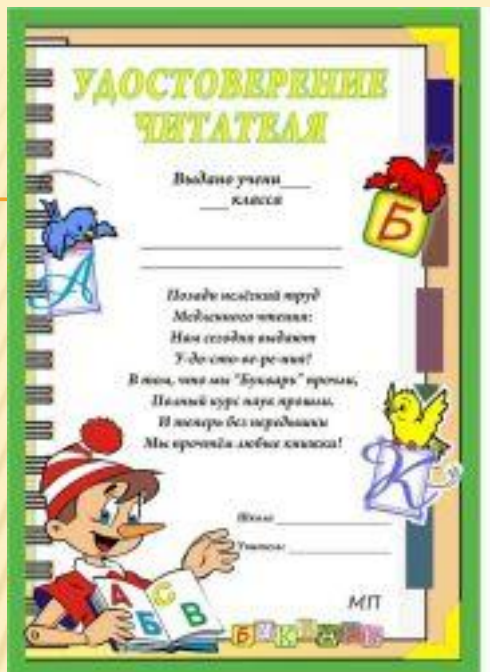 УДОСТОВЕРЕНИЕ
ЧИТАТЕЛЯ
Выдано учени____
____ класса
Б
А
Позади нелёгкий труд
Медленного чтения:
Нам сегодня выдают
У-до-сто-ве-ре-ния!
В том, что мы "Букварь" прочли,
Полный курс наук прошли.
И теперь без передышки
Мы прочтём любые книжки!
К
Школа
Учитель
А С
Б В
МП
БУКВАРЬ